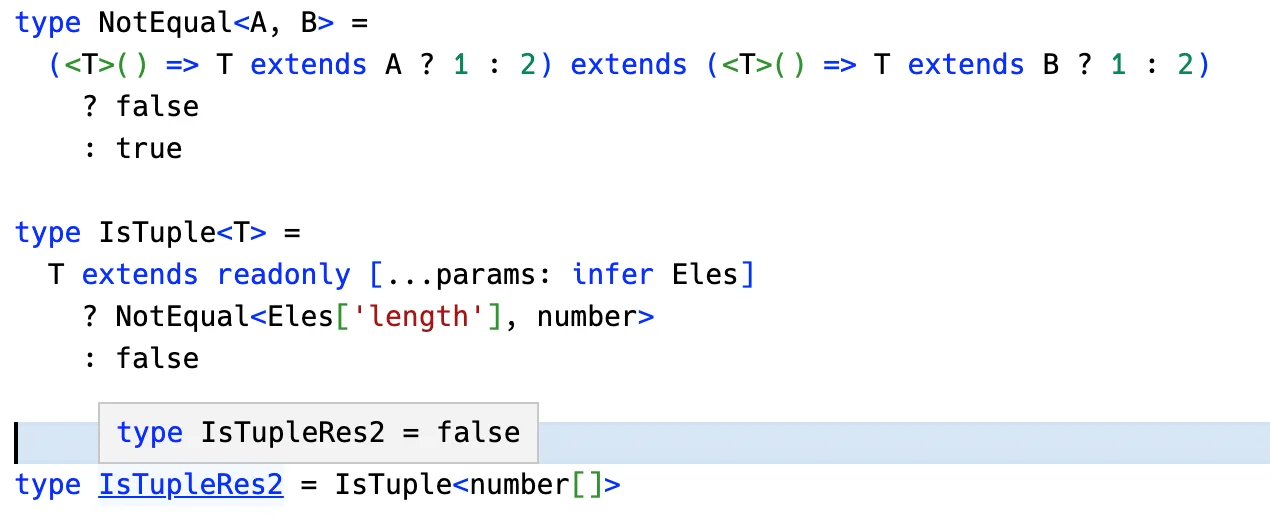 type NotEqual<A, B> =
  (<T>() => T extends A ? 1 : 2) extends (<T>() => T extends B ? 1 : 2)
    ? false
    : true

type IsTuple<T> =
  T extends readonly [...params: infer Eles]
    ? NotEqual<Eles['length'], number>
    : false

type IsTupleRes2 = false
type IsTupleRes2 = IsTuple<number[]>